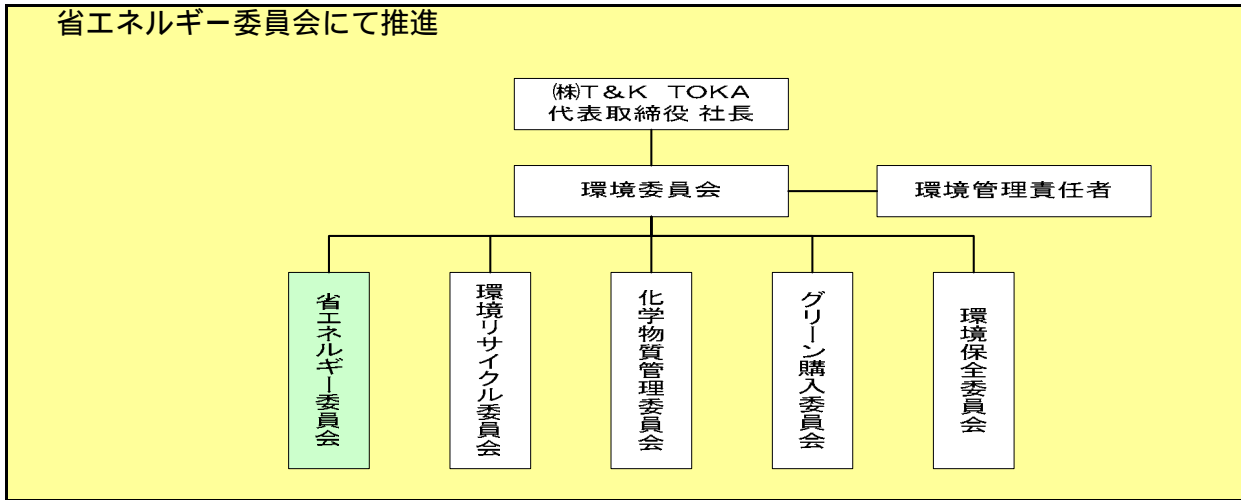 省エネルギー委員会にて推進
㈱T&K TOKA
代表取締役 社長
環境委員会
環境管理責任者
省エネルギー委員会
環境リサイクル委員会
化学物質管理委員会
グリーン購入委員会
環境保全委員会